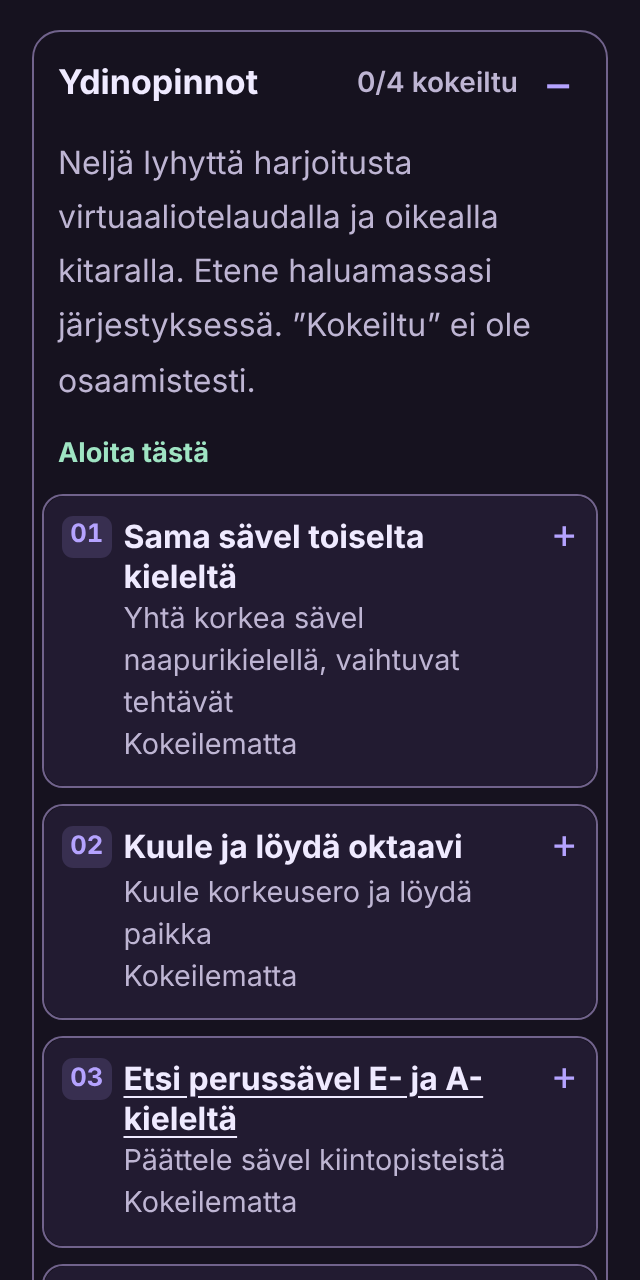 Ydinopinnot
0/4 kokeiltu
Neljä lyhyttä harjoitusta
virtuaaliotelaudalla ja oikealla
kitaralla. Etene haluamassasi
järjestyksessä. ”Kokeiltu” ei ole
osaamistesti.
Aloita tästä
01
Sama sävel toiselta
kieleltä
Yhtä korkea sävel
naapurikielellä, vaihtuvat
tehtävät
Kokeilematta
02
Kuule ja löydä oktaavi
Kuule korkeusero ja löydä
paikka
Kokeilematta
03
Etsi perussävel E- ja A-
kieleltä
Päättele sävel kiintopisteistä
Kokeilematta